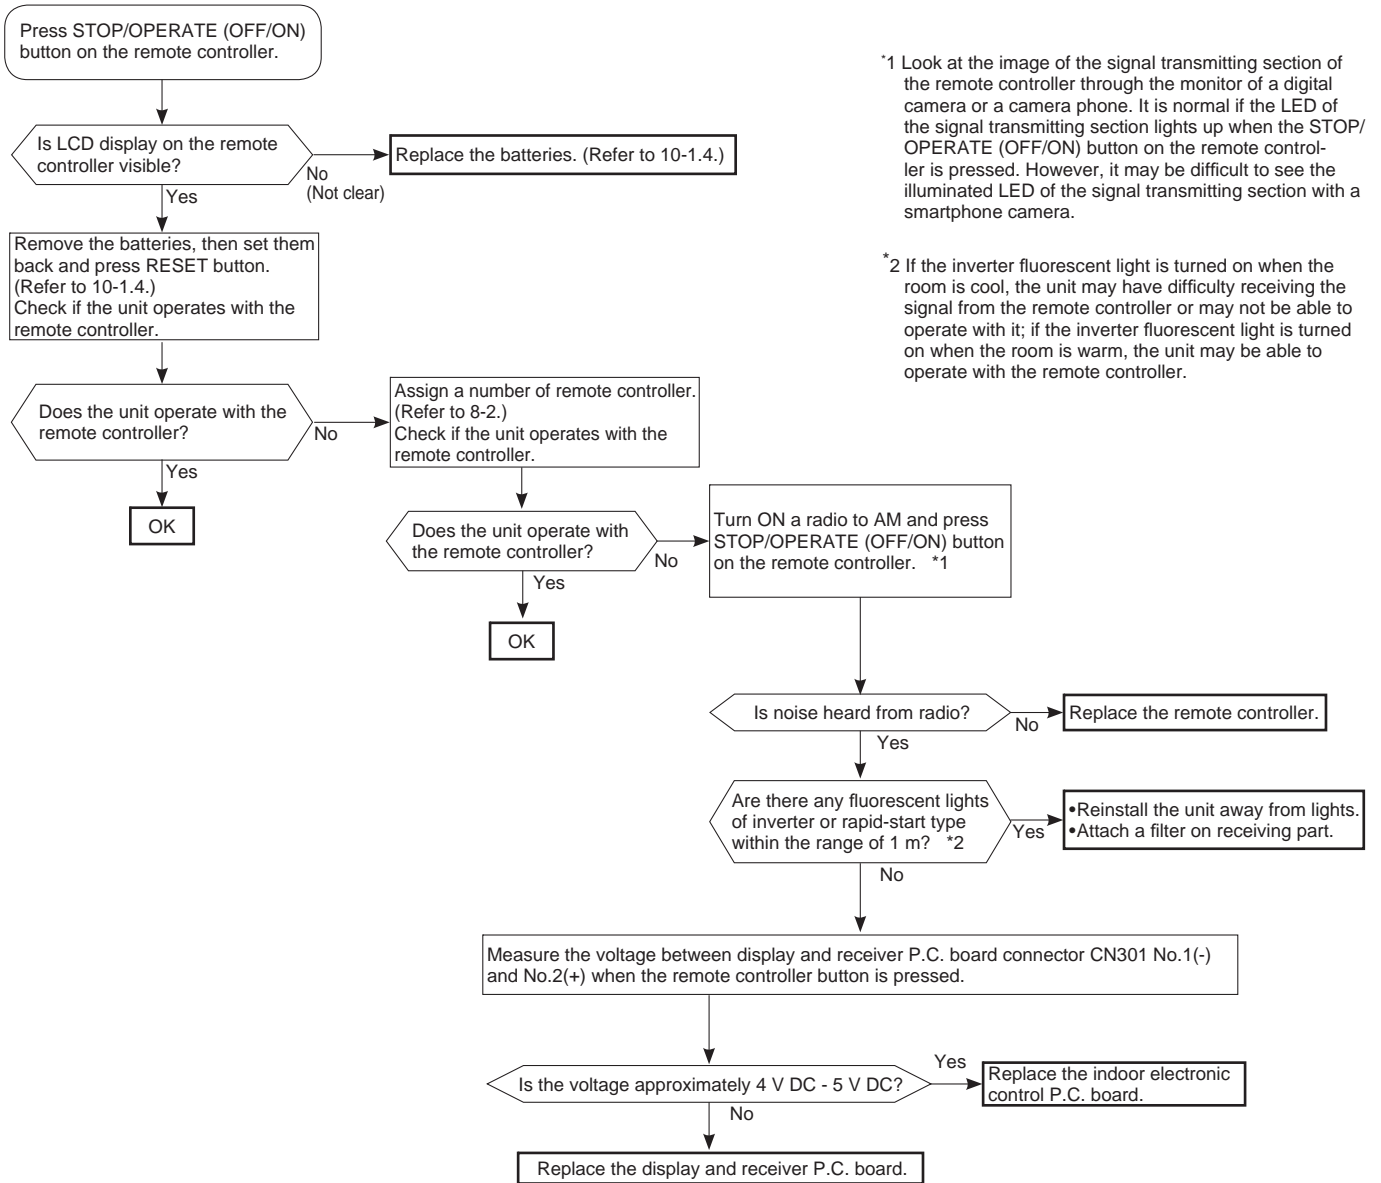 Press STOP/OPERATE (OFF/ON)
button on the remote controller.
Is LCD display on the remote
controller visible?
No
(Not clear)
Replace the batteries. (Refer to 10-1.4.)
Yes
Remove the batteries, then set them
back and press RESET button.
(Refer to 10-1.4.)
Check if the unit operates with the
remote controller.
Does the unit operate with the
remote controller?
No
Yes
OK
Assign a number of remote controller.
(Refer to 8-2.)
Check if the unit operates with the
remote controller.
Does the unit operate with
the remote controller?
No
Yes
OK
Turn ON a radio to AM and press
STOP/OPERATE (OFF/ON) button
on the remote controller. *1
Is noise heard from radio?
No
Replace the remote controller.
Yes
Are there any fluorescent lights
of inverter or rapid-start type
within the range of 1 m? *2
Yes
•Reinstall the unit away from lights.
•Attach a filter on receiving part.
No
Measure the voltage between display and receiver P.C. board connector CN301 No.1(-)
and No.2(+) when the remote controller button is pressed.
Is the voltage approximately 4 V DC - 5 V DC?
Yes
Replace the indoor electronic
control P.C. board.
No
Replace the display and receiver P.C. board.
*1 Look at the image of the signal transmitting section of
the remote controller through the monitor of a digital
camera or a camera phone. It is normal if the LED of
the signal transmitting section lights up when the STOP/
OPERATE (OFF/ON) button on the remote control-
ler is pressed. However, it may be difficult to see the
illuminated LED of the signal transmitting section with a
smartphone camera.
*2 If the inverter fluorescent light is turned on when the
room is cool, the unit may have difficulty receiving the
signal from the remote controller or may not be able to
operate with it; if the inverter fluorescent light is turned
on when the room is warm, the unit may be able to
operate with the remote controller.